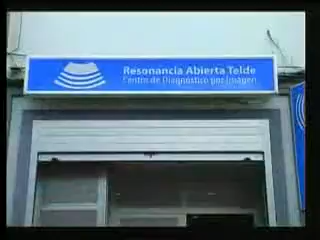 Resonancia Abierta Telde
Centro de Diagnóstico por Imagen